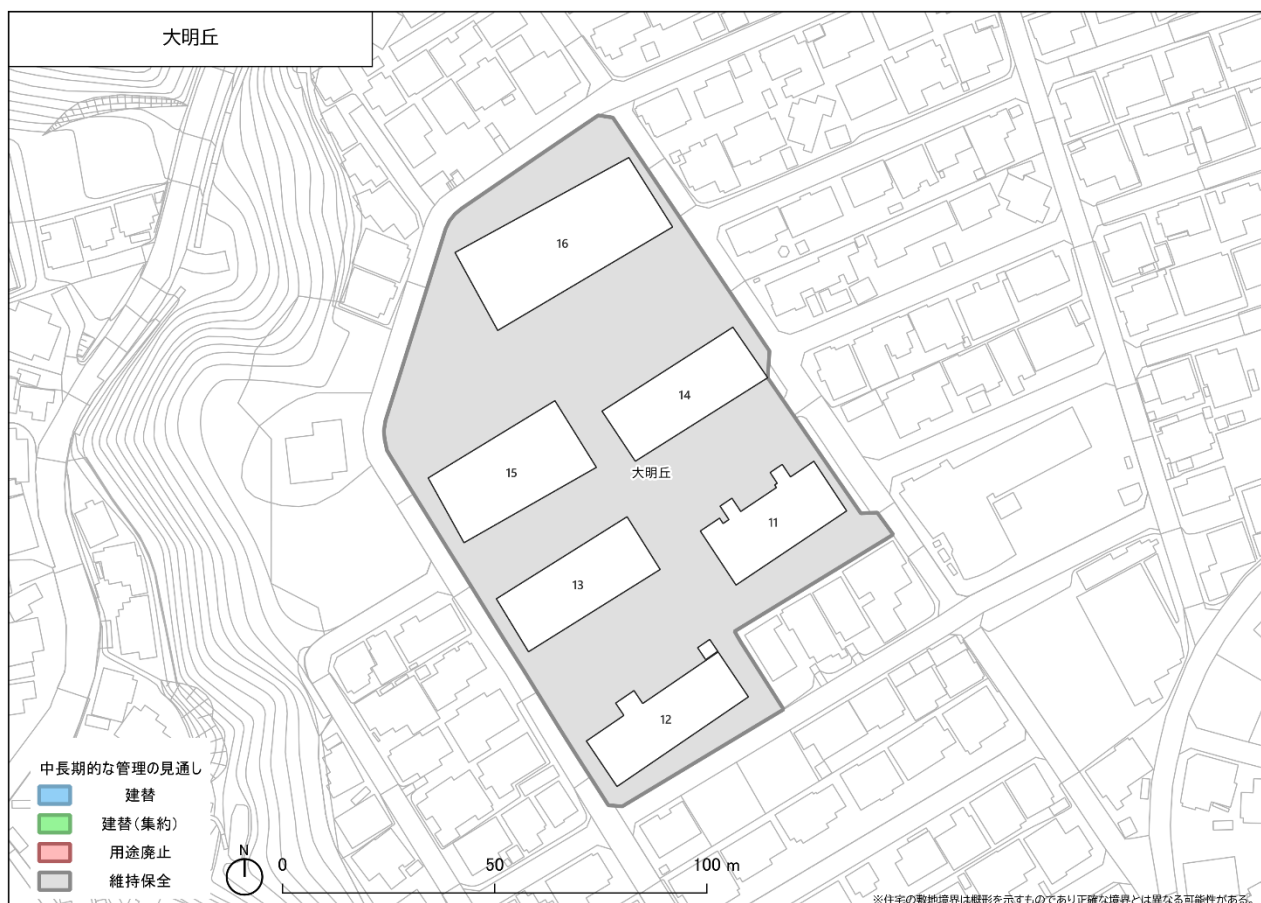 大明丘
16
14
15
大明丘
11
13
12
中長期的な管理の見通し
建替
建替(集約)
用途廃止
維持保全
N
0 50 100 m
※住宅の敷地境界は概形を示すものであり正確な境界とは異なる可能性がある。